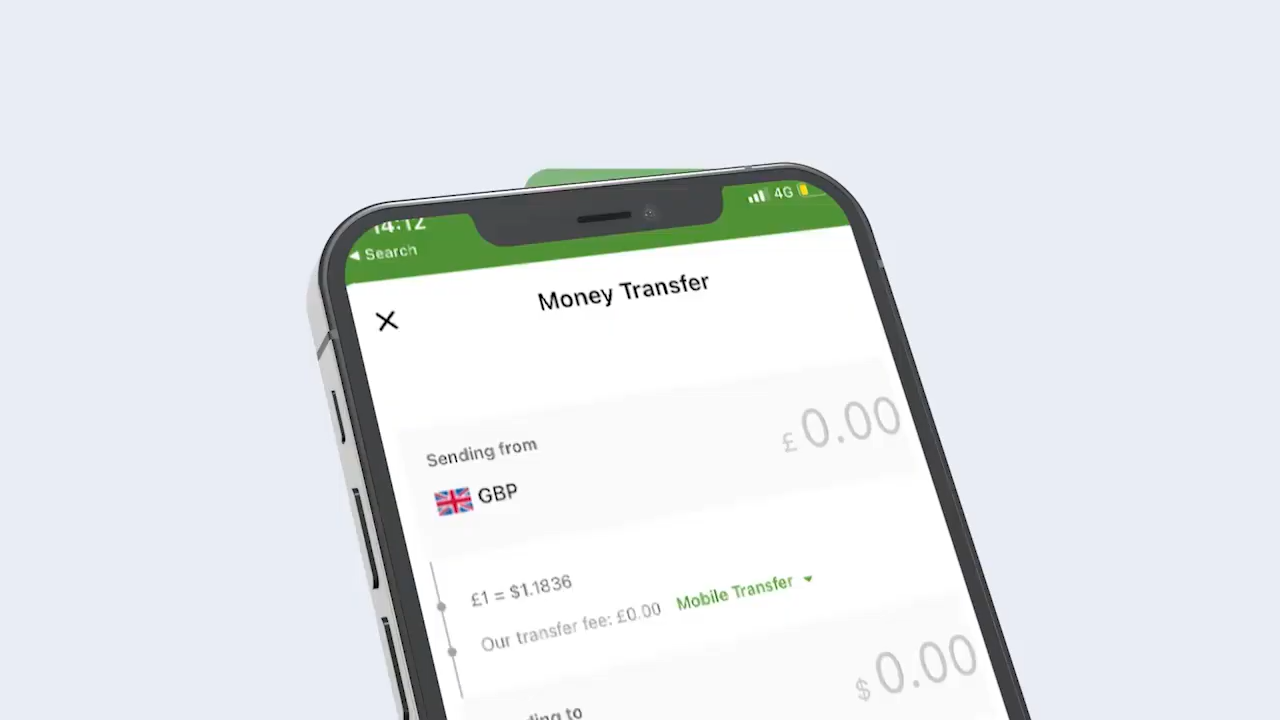 14:12
4G
Search
Money Transfer
£ 0.00
Sending from
GBP
£1 = $1.1836
Our transfer fee: £0.00 Mobile Transfer
$ 0.00
to